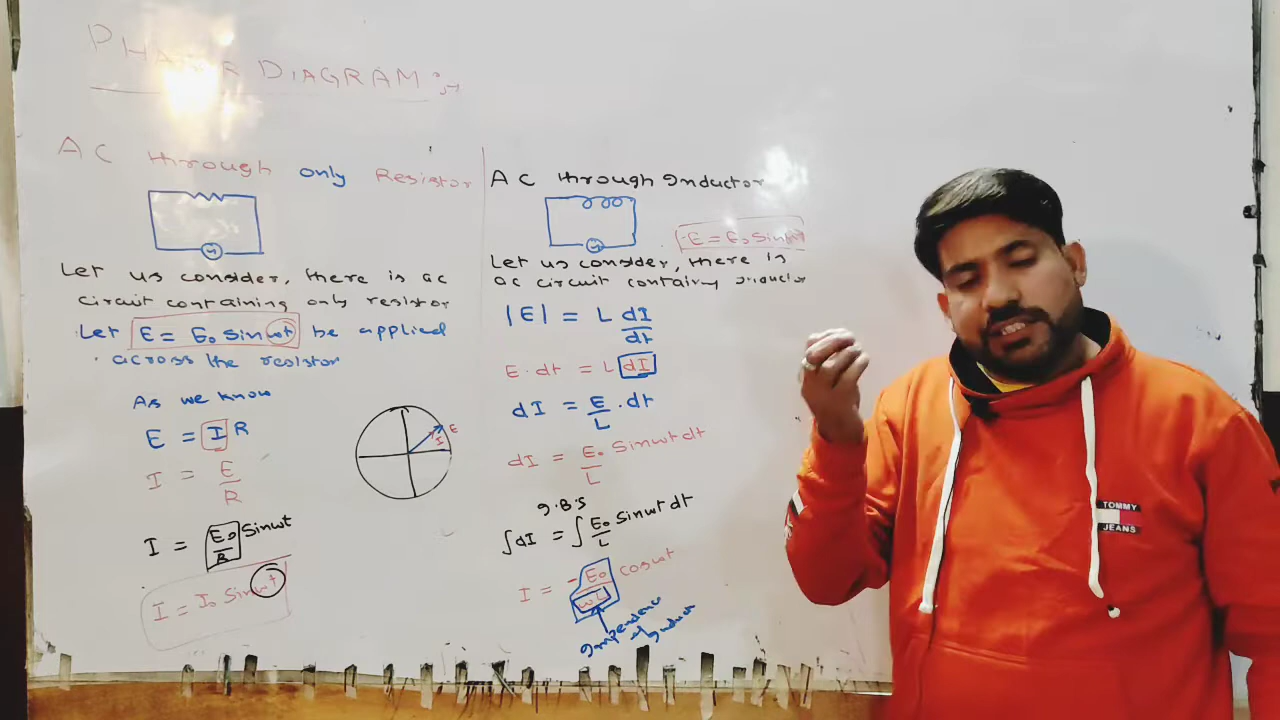 PHASOR DIAGRAM :→
AC through only Resistor
Let us consider, there is ac
circuit containing only resistor
Let E = E₀ sinωt be applied
across the resistor
As we know
E = I R
I = E/R
I = E₀/R Sinωt
I = I₀ Sinωt
E
I
AC through Inductor
E = E₀ Sinωt
Let us consider, there is
ac circuit containing inductor
|E| = L dI/dt
E·dt = L dI
dI = E/L ·dt
dI = E₀/L Sinωt dt
I.B.S
∫dI = ∫ E₀/L Sinωt dt
I = - E₀/ωL cosωt
Impendence
of
TOMMY
JEANS